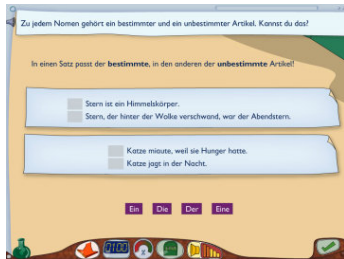 Zu jedem Nomen gehört ein bestimmter und ein unbestimmter Artikel. Kannst du das?
In einen Satz passt der bestimmte, in den anderen der unbestimmte Artikel!
Stern ist ein Himmelskörper.
Stern, der hinter der Wolke verschwand, war der Abendstern.
Katze miaute, weil sie Hunger hatte.
Katze jagt in der Nacht.
Ein Die Der Eine